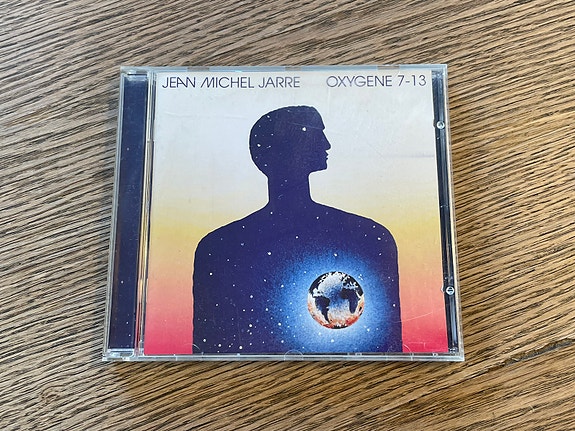 JEAN MICHEL JARRE OXYGENE 7-13